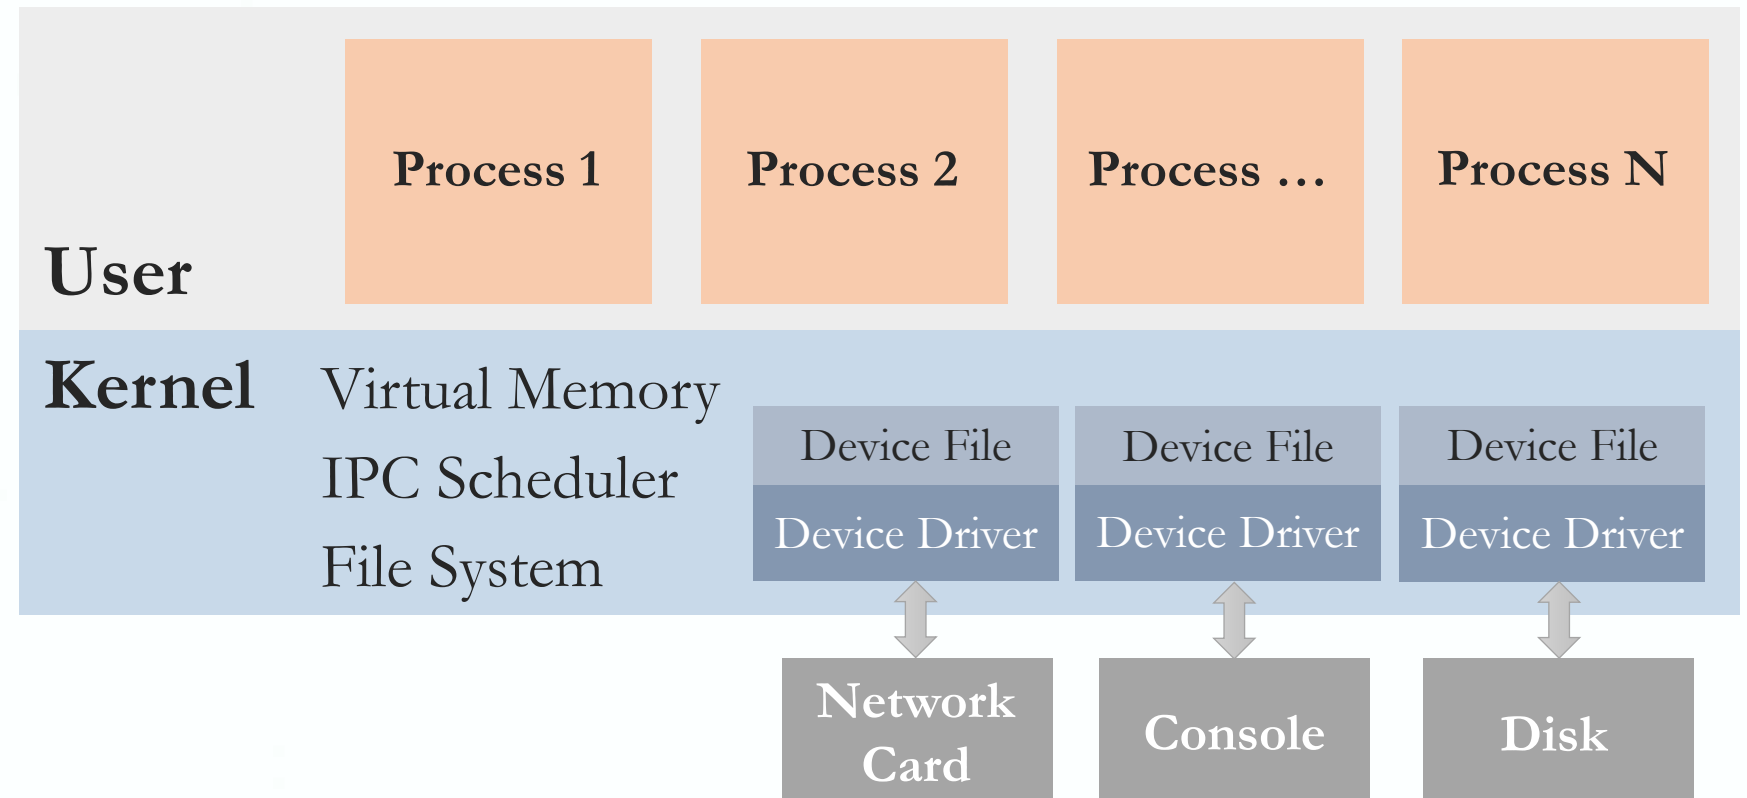 Process 1
Process 2
Process …
Process N
User
Kernel
Virtual Memory
IPC Scheduler
File System
Device File
Device Driver
Device File
Device Driver
Device File
Device Driver
Network
Card
Console
Disk